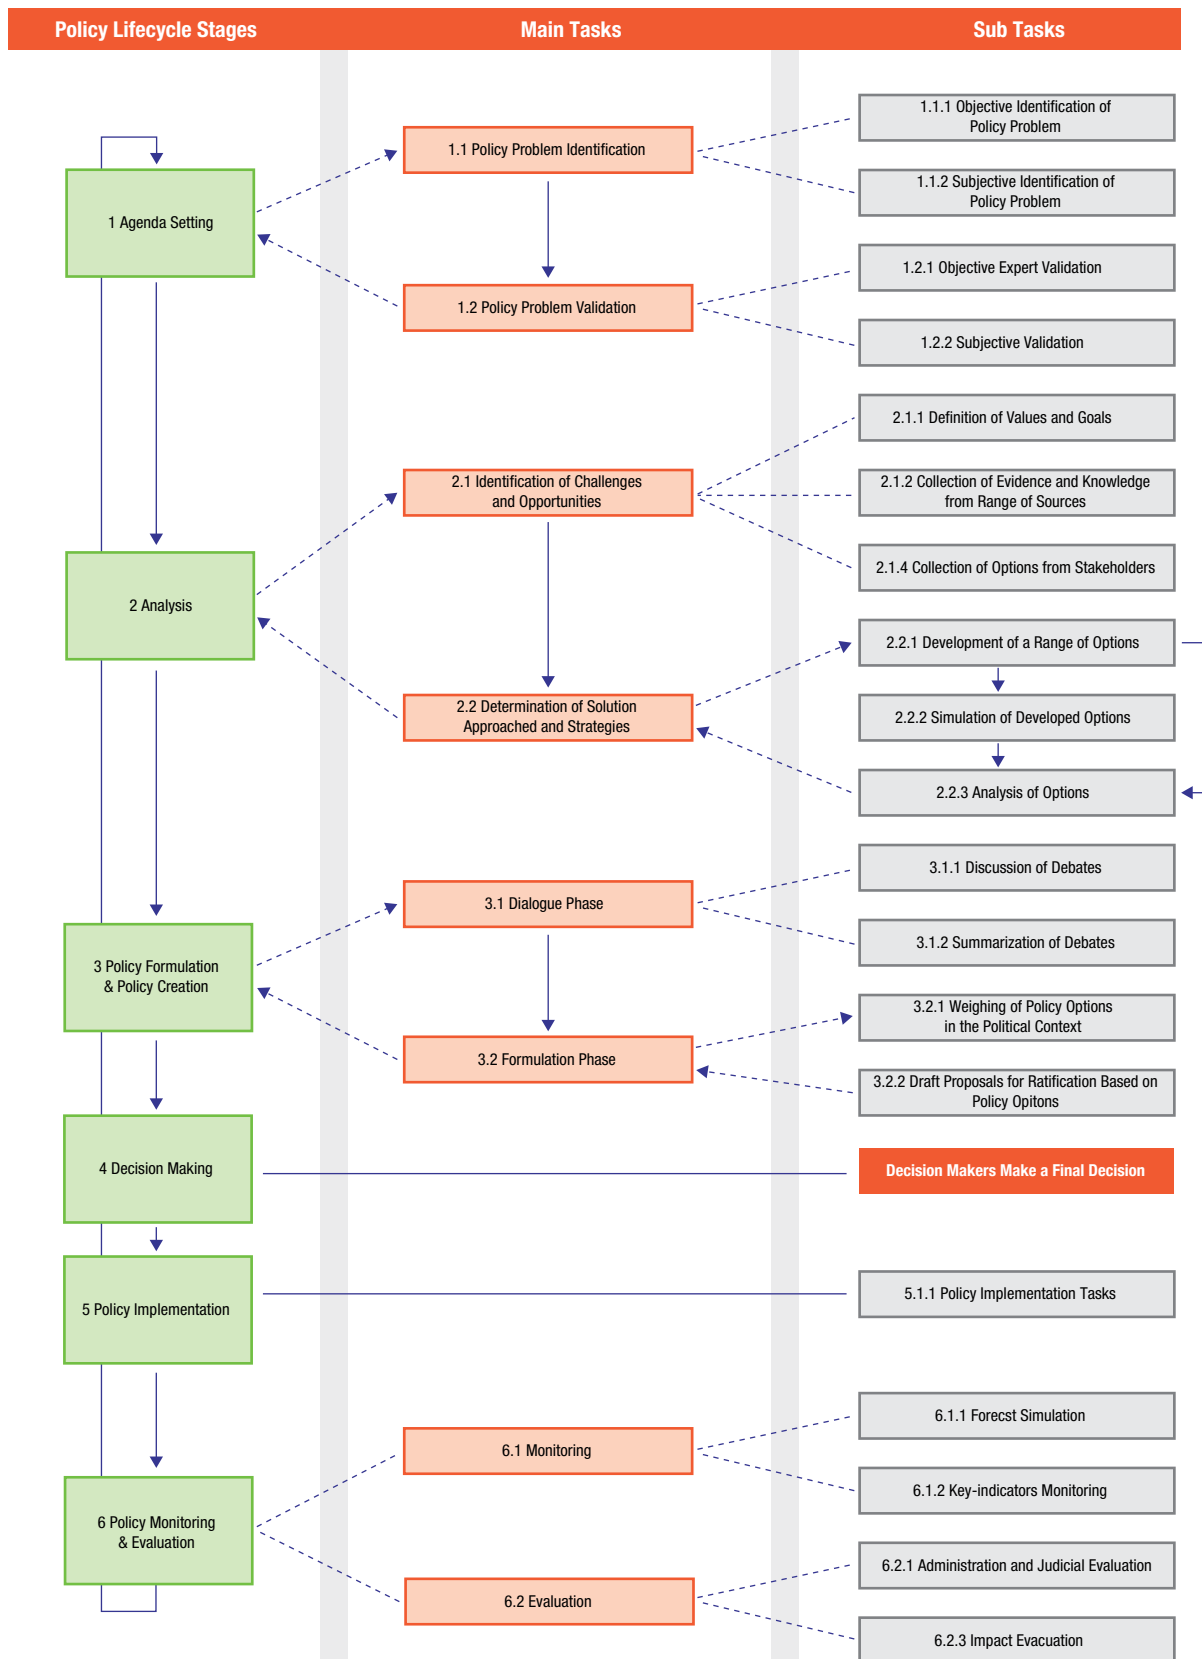 Policy Lifecycle Stages
Main Tasks
Sub Tasks
1 Agenda Setting
1.1 Policy Problem Identification
1.1.1 Objective Identification of
Policy Problem
1.1.2 Subjective Identification of
Policy Problem
1.2 Policy Problem Validation
1.2.1 Objective Expert Validation
1.2.2 Subjective Validation
2 Analysis
2.1 Identification of Challenges
and Opportunities
2.1.1 Definition of Values and Goals
2.1.2 Collection of Evidence and Knowledge
from Range of Sources
2.1.4 Collection of Options from Stakeholders
2.2 Determination of Solution
Approached and Strategies
2.2.1 Development of a Range of Options
2.2.2 Simulation of Developed Options
2.2.3 Analysis of Options
3 Policy Formulation
& Policy Creation
3.1 Dialogue Phase
3.1.1 Discussion of Debates
3.1.2 Summarization of Debates
3.2 Formulation Phase
3.2.1 Weighing of Policy Options
in the Political Context
3.2.2 Draft Proposals for Ratification Based on
Policy Opitons
4 Decision Making
Decision Makers Make a Final Decision
5 Policy Implementation
5.1.1 Policy Implementation Tasks
6 Policy Monitoring
& Evaluation
6.1 Monitoring
6.1.1 Forecst Simulation
6.1.2 Key-indicators Monitoring
6.2 Evaluation
6.2.1 Administration and Judicial Evaluation
6.2.3 Impact Evacuation